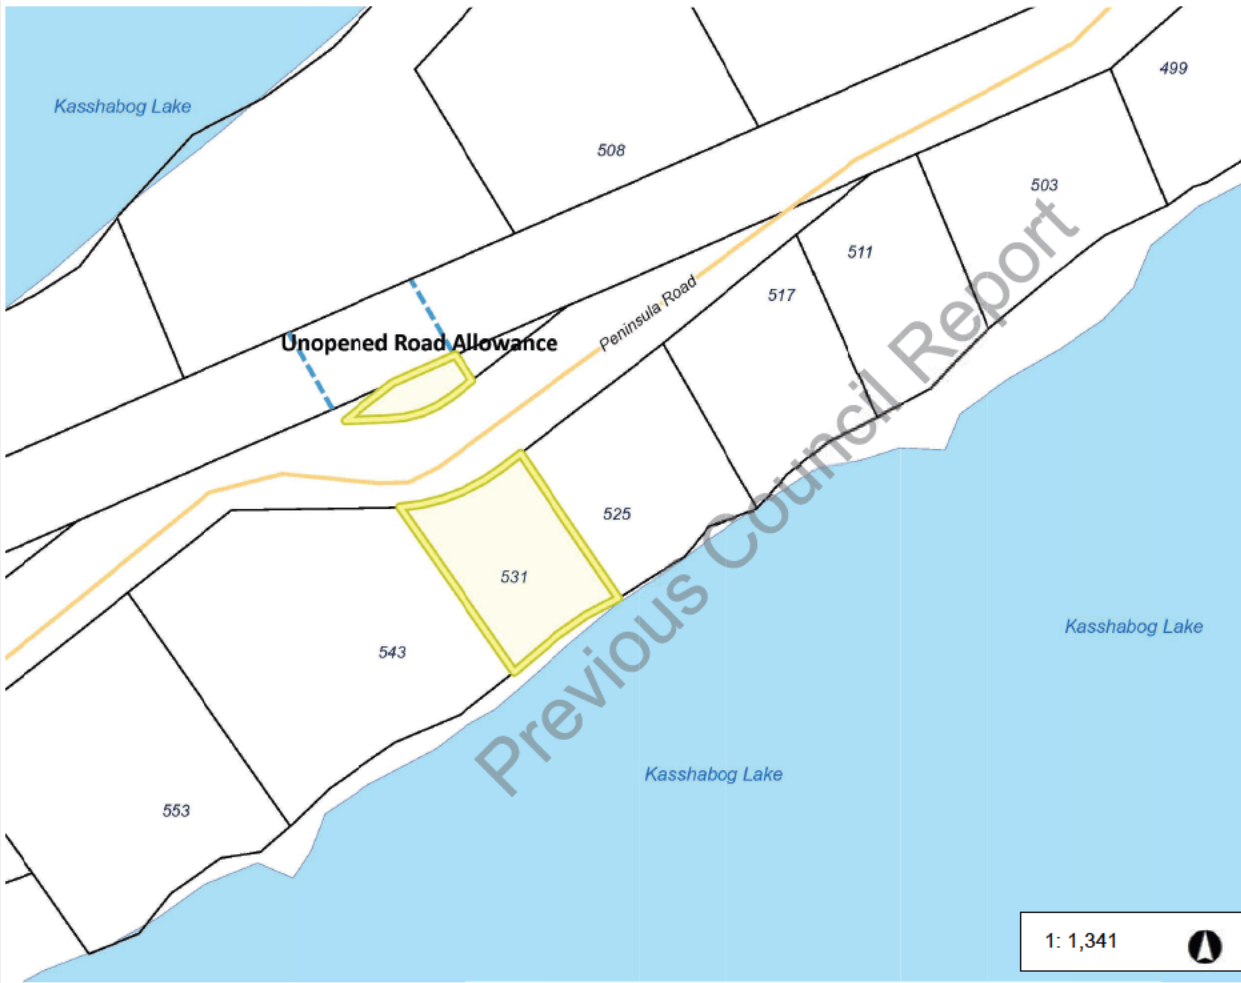 499
Kasshabog Lake
508
503
511
517
Peninsula Road
Unopened Road Allowance
525
531
Kasshabog Lake
543
Kasshabog Lake
553
Previous Council Report
1: 1,341